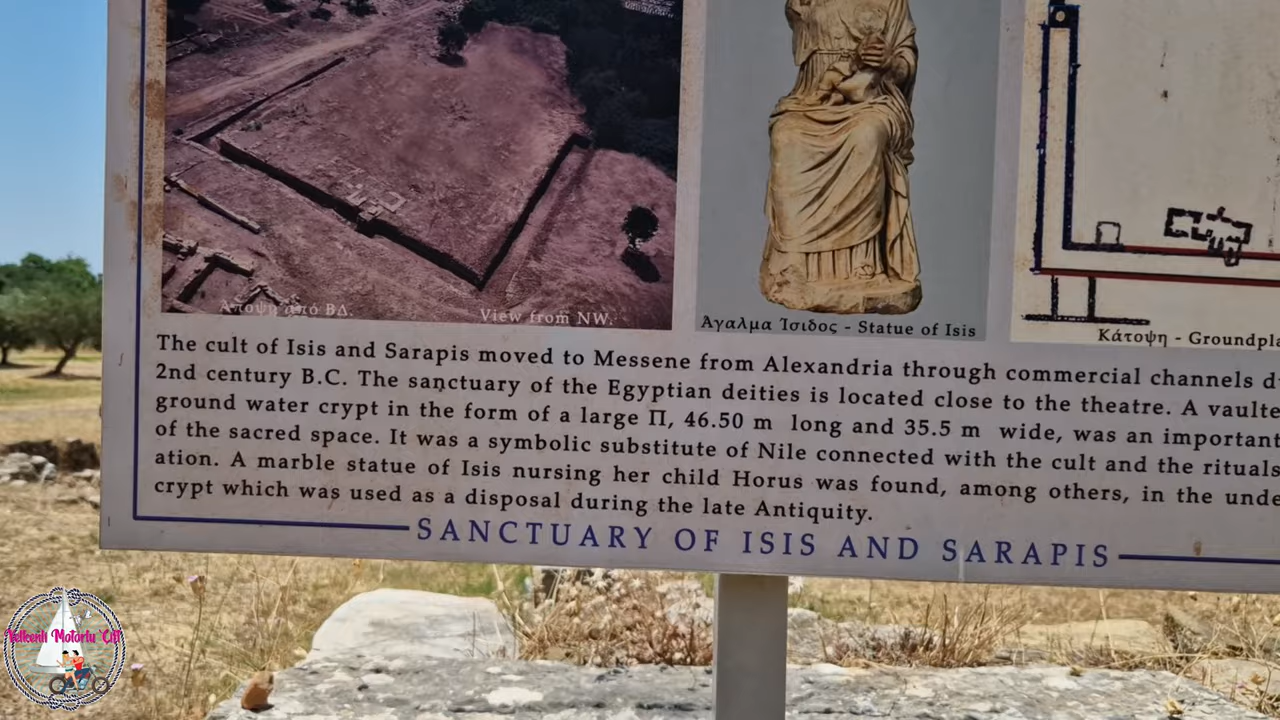 Άποψη από ΒΔ.
View from NW.
Άγαλμα Ίσιδος - Statue of Isis
Κάτοψη - Groundpla
The cult of Isis and Sarapis moved to Messene from Alexandria through commercial channels d
2nd century B.C. The sanctuary of the Egyptian deities is located close to the theatre. A vaulte
ground water crypt in the form of a large Π, 46.50 m long and 35.5 m wide, was an important
of the sacred space. It was a symbolic substitute of Nile connected with the cult and the rituals
ation. A marble statue of Isis nursing her child Horus was found, among others, in the unde
crypt which was used as a disposal during the late Antiquity.
SANCTUARY OF ISIS AND SARAPIS
Yelkenli Motorlu Çift